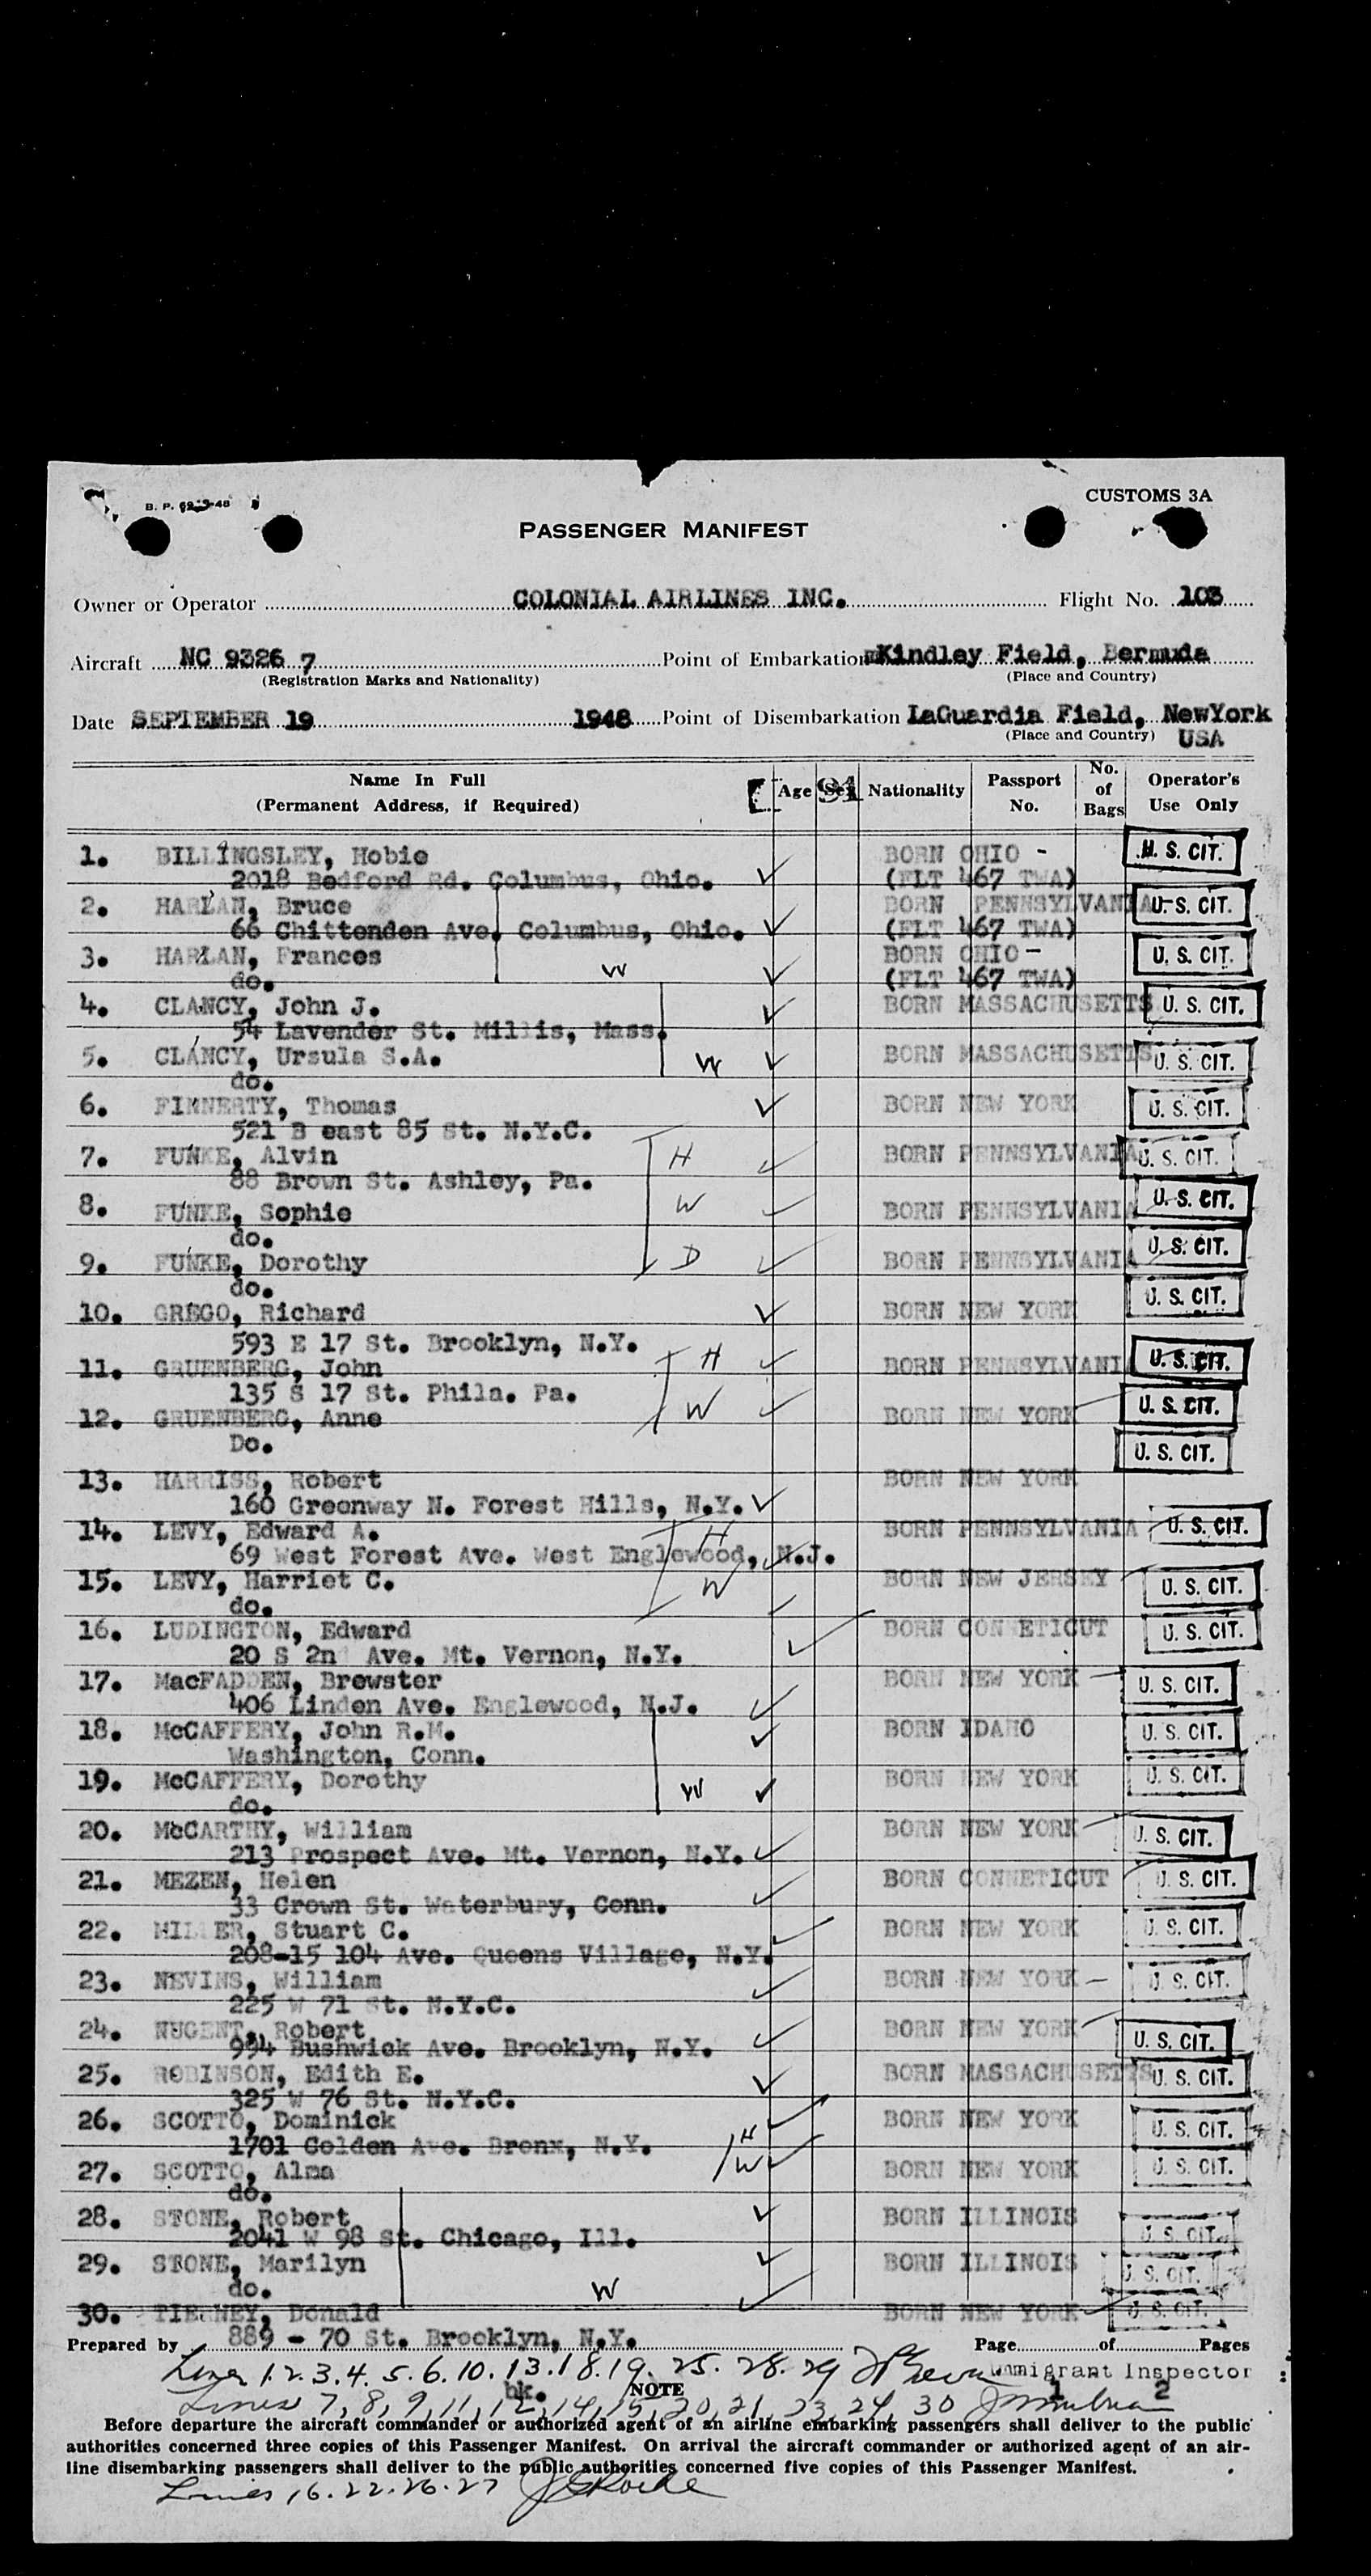 CUSTOMS 3A
PASSENGER MANIFEST
Owner or Operator COLONIAL AIRLINES INC. Flight No. 103
Aircraft NC 9326 7 Point of Embarkation Kindley Field, Bermuda
(Registration Marks and Nationality) (Place and Country)
Date SEPTEMBER 19 1948 Point of Disembarkation LaGuardia Field, NewYork
(Place and Country) USA
Name In Full (Permanent Address, if Required) Age Sex Nationality Passport No. No. of Bags Operator's Use Only
91
1. BILLINGSLEY, Hobie BORN OHIO - U. S. CIT.
2018 Bedford Rd. Columbus, Ohio. (FLT 467 TWA)
2. HARLAN, Bruce BORN PENNSYLVANIA U. S. CIT.
66 Chittenden Ave. Columbus, Ohio. (FLT 467 TWA)
3. HARLAN, Frances W BORN OHIO - U. S. CIT.
do. (FLT 467 TWA)
4. CLANCY, John J. BORN MASSACHUSETTS U. S. CIT.
54 Lavender St. Millis, Mass.
5. CLANCY, Ursula S.A. W BORN MASSACHUSETTS U. S. CIT.
do.
6. FINNERTY, Thomas BORN NEW YORK U. S. CIT.
521 B east 85 St. N.Y.C.
7. FUNKE, Alvin H BORN PENNSYLVANIA U. S. CIT.
88 Brown St. Ashley, Pa.
8. FUNKE, Sophie W BORN PENNSYLVANIA U. S. CIT.
do.
9. FUNKE, Dorothy D BORN PENNSYLVANIA U. S. CIT.
do.
10. GREGO, Richard BORN NEW YORK U. S. CIT.
593 E 17 St. Brooklyn, N.Y.
11. GRUENBERG, John H BORN PENNSYLVANIA U. S. CIT.
135 S 17 St. Phila. Pa.
12. GRUENBERG, Anne W BORN NEW YORK U. S. CIT.
Do.
13. HARRISS, Robert BORN NEW YORK U. S. CIT.
160 Greenway N. Forest Hills, N.Y.
14. LEVY, Edward A. H BORN PENNSYLVANIA U. S. CIT.
69 West Forest Ave. West Englewood, N.J.
15. LEVY, Harriet C. W BORN NEW JERSEY U. S. CIT.
do.
16. LUDINGTON, Edward BORN CONNETICUT U. S. CIT.
20 S 2n Ave. Mt. Vernon, N.Y.
17. MacFADDEN, Brewster BORN NEW YORK U. S. CIT.
406 Linden Ave. Englewood, N.J.
18. McCAFFERY, John R.M. BORN IDAHO U. S. CIT.
Washington, Conn.
19. McCAFFERY, Dorothy W BORN NEW YORK U. S. CIT.
do.
20. McCARTHY, William BORN NEW YORK U. S. CIT.
213 Prospect Ave. Mt. Vernon, N.Y.
21. MEZEN, Helen BORN CONNETICUT U. S. CIT.
33 Crown St. Waterbury, Conn.
22. MILLER, Stuart C. BORN NEW YORK U. S. CIT.
208-15 104 Ave. Queens Village, N.Y.
23. NEVINS, William BORN NEW YORK U. S. CIT.
225 W 71 St. N.Y.C.
24. NUGENT, Robert BORN NEW YORK U. S. CIT.
994 Bushwick Ave. Brooklyn, N.Y.
25. ROBINSON, Edith E. BORN MASSACHUSETTS U. S. CIT.
325 W 76 St. N.Y.C.
26. SCOTTO, Dominick H BORN NEW YORK U. S. CIT.
1701 Colden Ave. Bronx, N.Y.
27. SCOTTO, Alma W BORN NEW YORK U. S. CIT.
do.
28. STONE, Robert BORN ILLINOIS U. S. CIT.
2041 W 98 St. Chicago, Ill.
29. STONE, Marilyn W BORN ILLINOIS U. S. CIT.
do.
30. TIERNEY, Donald BORN NEW YORK U. S. CIT.
889 - 70 St. Brooklyn, N.Y.
Prepared by Page of Pages
Lines 1.2.3.4.5.6.10.13.18.19.25.28.29 Immigrant Inspector
bk. NOTE 1 2
Lines 7, 8, 9, 11, 12, 14, 15, 20, 21, 23, 24, 30
Before departure the aircraft commander or authorized agent of an airline embarking passengers shall deliver to the public
authorities concerned three copies of this Passenger Manifest. On arrival the aircraft commander or authorized agent of an air-
line disembarking passengers shall deliver to the public authorities concerned five copies of this Passenger Manifest.
Lines 16.22.26.27